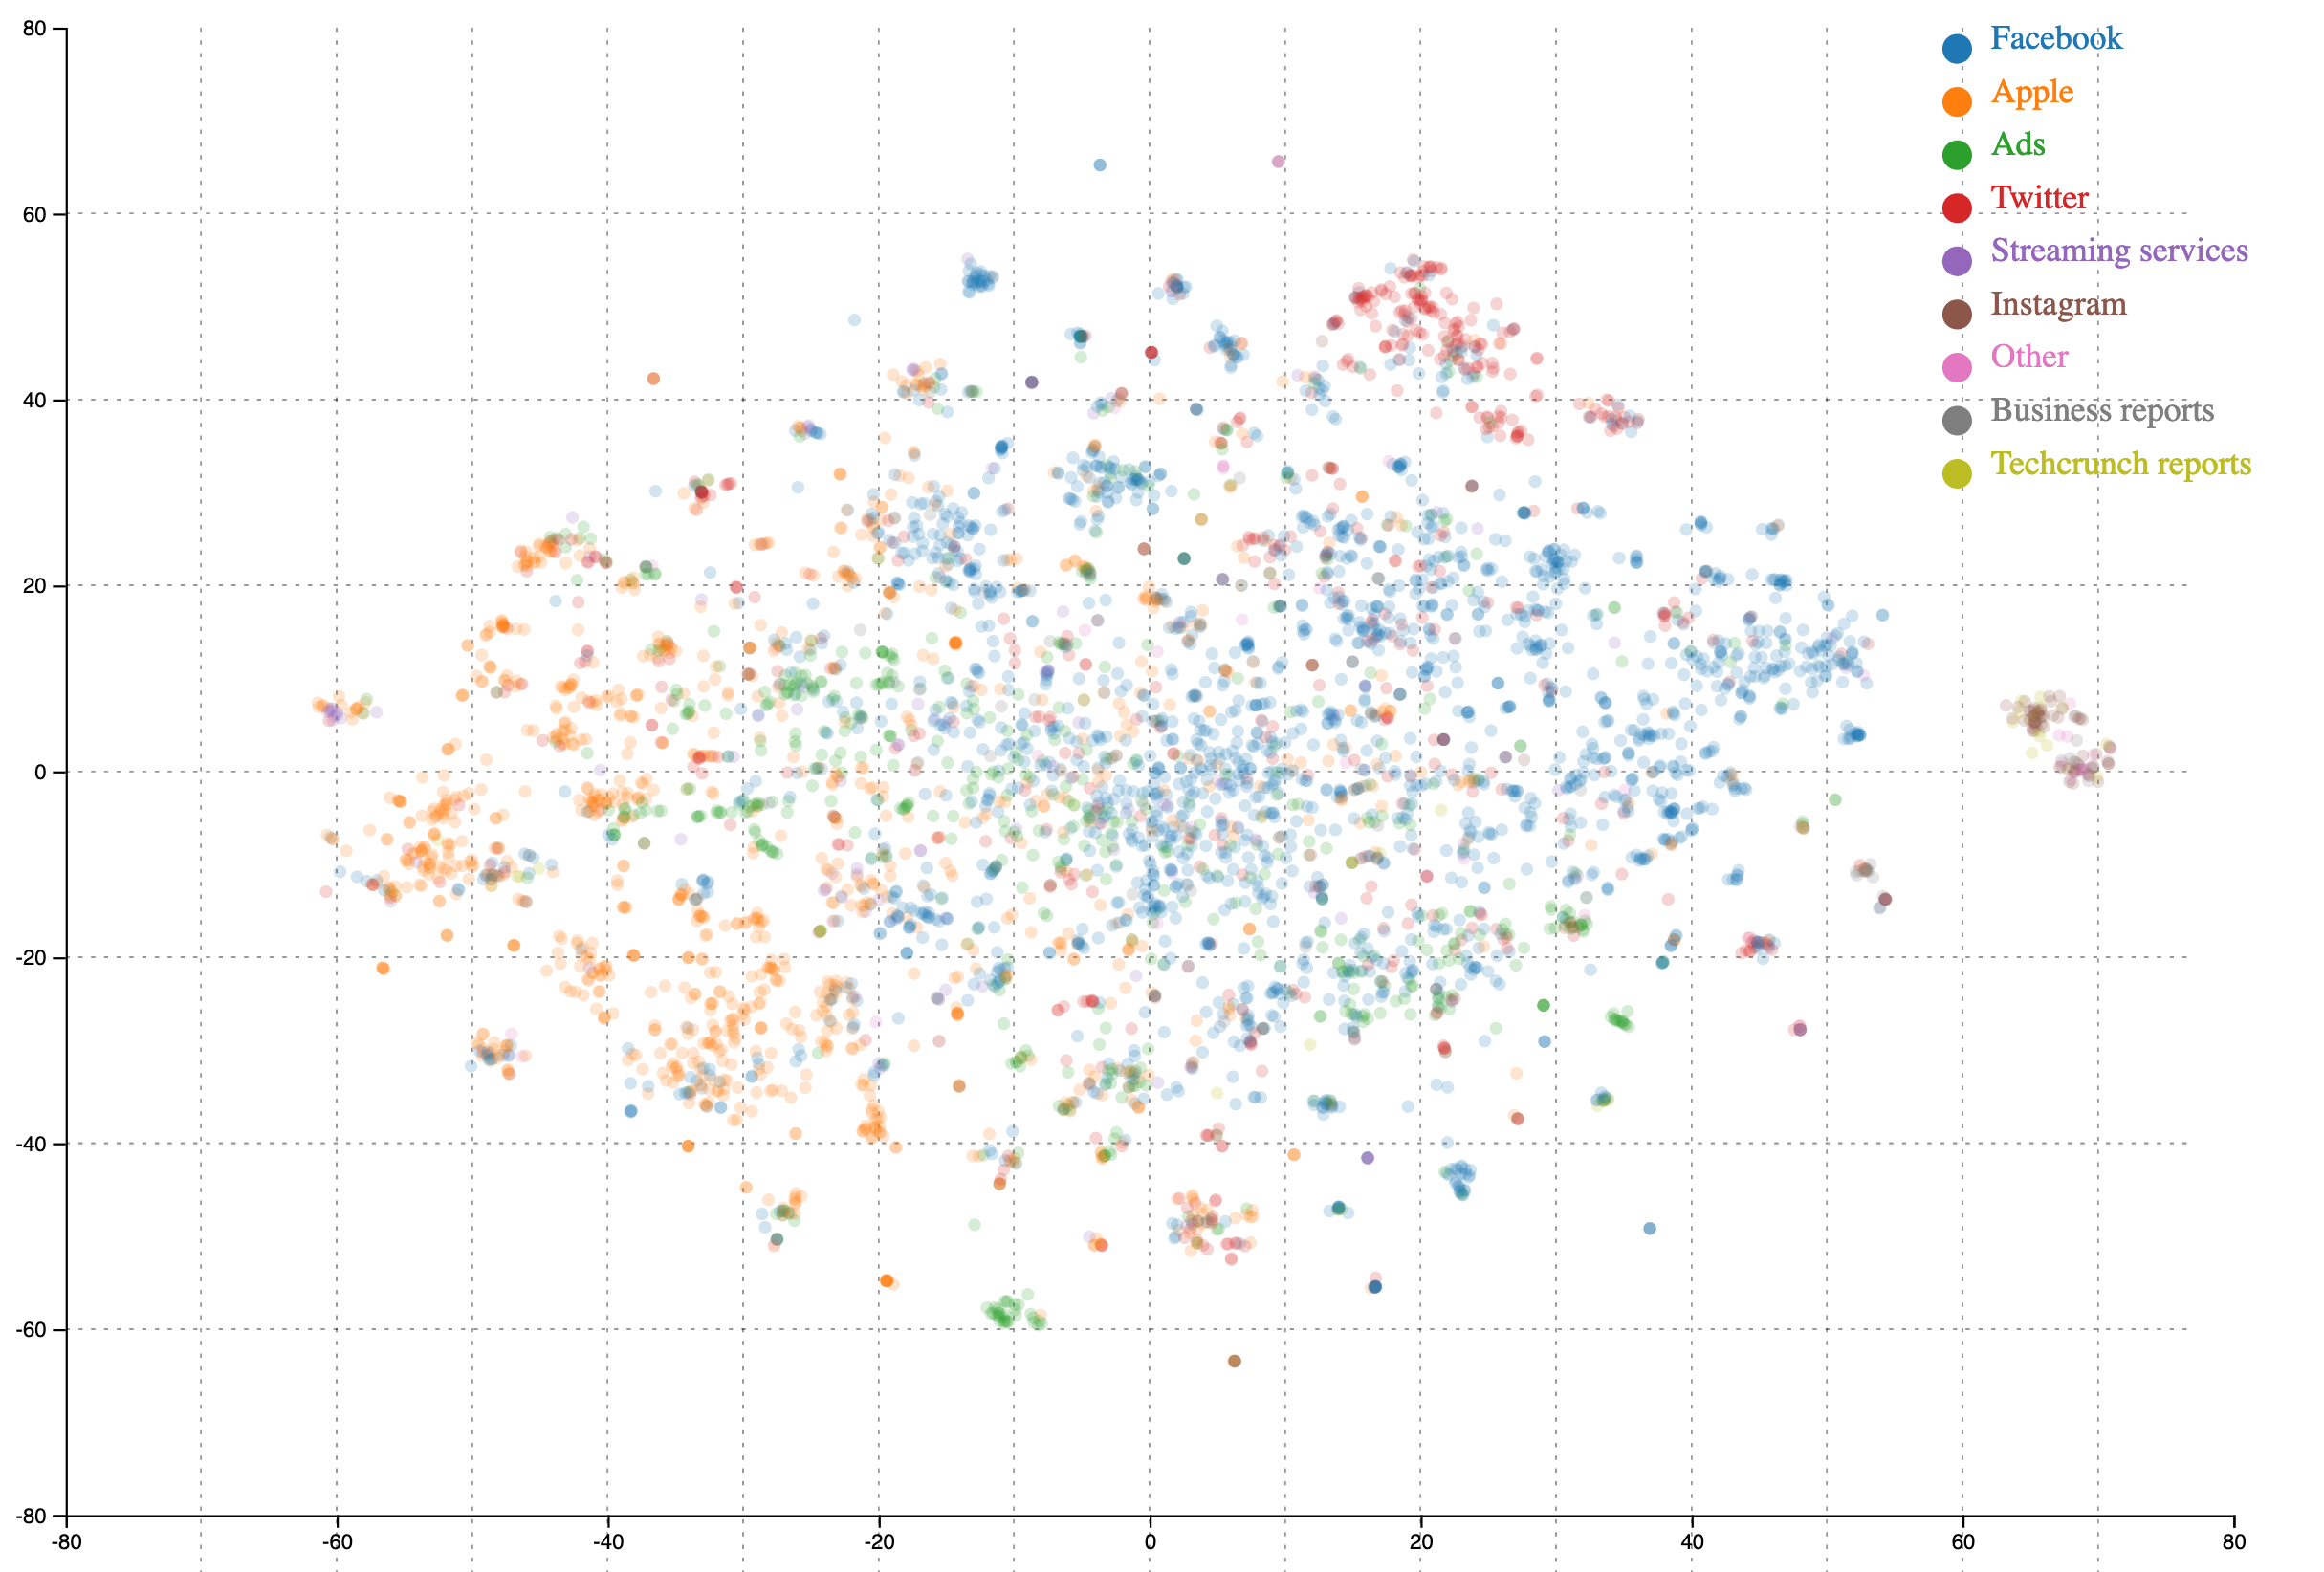 80
60
40
20
0
-20
-40
-60
-80
-80 -60 -40 -20 0 20 40 60 80
Facebook
Apple
Ads
Twitter
Streaming services
Instagram
Other
Business reports
Techcrunch reports